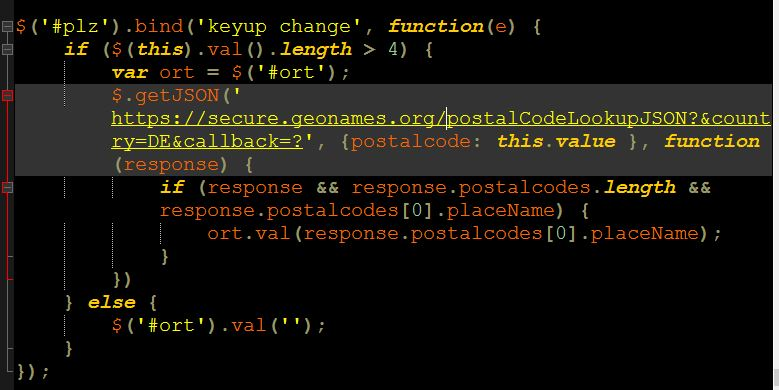 $('#plz').bind('keyup change', function(e) {
    if ($(this).val().length > 4) {
        var ort = $('#ort');
        $.getJSON('
        https://secure.geonames.org/postalCodeLookupJSON?&count
        ry=DE&callback=?', {postalcode: this.value }, function
        (response) {
            if (response && response.postalcodes.length &&
            response.postalcodes[0].placeName) {
                ort.val(response.postalcodes[0].placeName);
            }
        })
    } else {
        $('#ort').val('');
    }
});